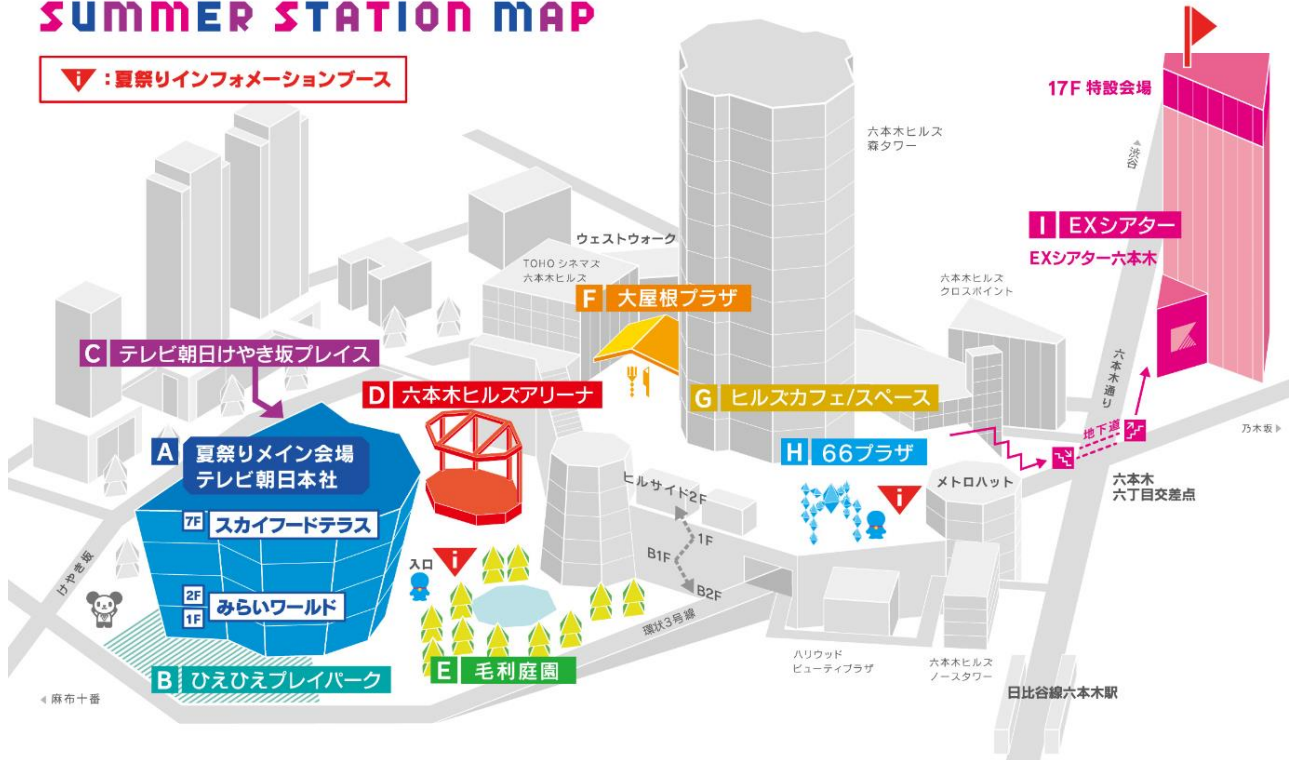 SUMMER STATION MAP
i :夏祭りインフォメーションブース
17F 特設会場
六本木ヒルズ
森タワー
渋谷
I EXシアター
EXシアター六本木
ウェストウォーク
TOHO シネマズ
六本木ヒルズ
六本木ヒルズ
クロスポイント
F 大屋根プラザ
C テレビ朝日けやき坂プレイス
D 六本木ヒルズアリーナ
G ヒルズカフェ/スペース
六本木通り
地下道
乃木坂
A 夏祭りメイン会場
テレビ朝日本社
H 66プラザ
i
メトロハット
六本木
六丁目交差点
ヒルサイド2F
1F
B1F
B2F
7F スカイフードテラス
入口
i
けやき坂
2F
1F
みらいワールド
環状3号線
B ひえひえプレイパーク
E 毛利庭園
ハリウッド
ビューティプラザ
六本木ヒルズ
ノースタワー
麻布十番
日比谷線六本木駅